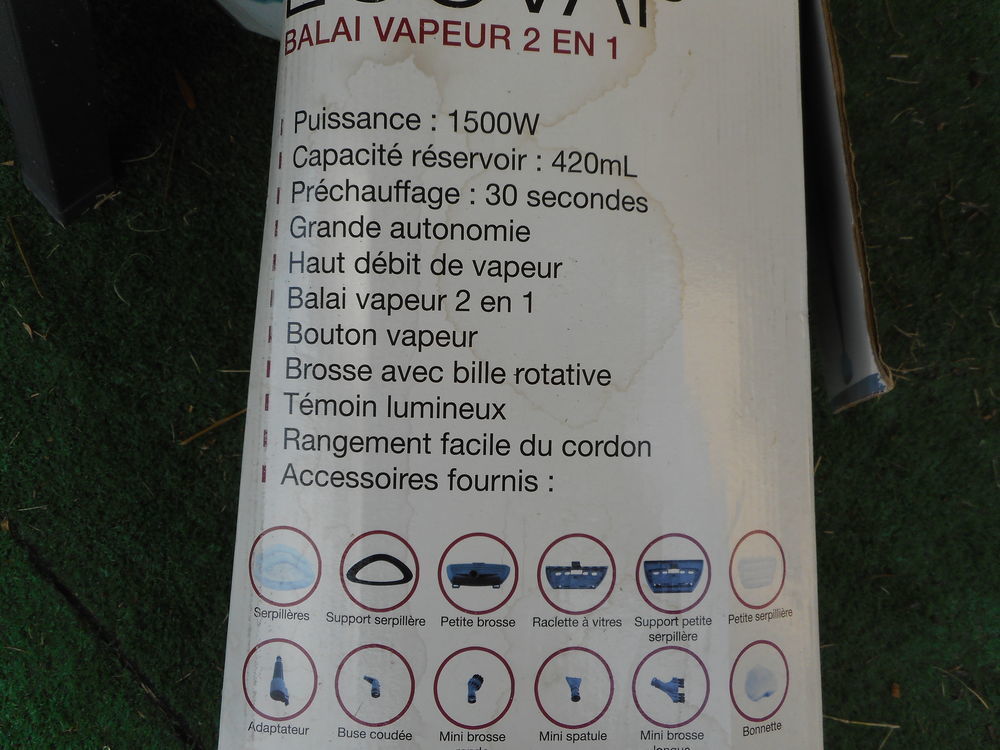 BALAI VAPEUR 2 EN 1
Puissance : 1500W
Capacité réservoir : 420mL
Préchauffage : 30 secondes
Grande autonomie
Haut débit de vapeur
Balai vapeur 2 en 1
Bouton vapeur
Brosse avec bille rotative
Témoin lumineux
Rangement facile du cordon
Accessoires fournis :
Serpillères Support serpillère Petite brosse Raclette à vitres Support petite serpillère Petite serpillière
Adaptateur Buse coudée Mini brosse Mini spatule Mini brosse longue Bonnette